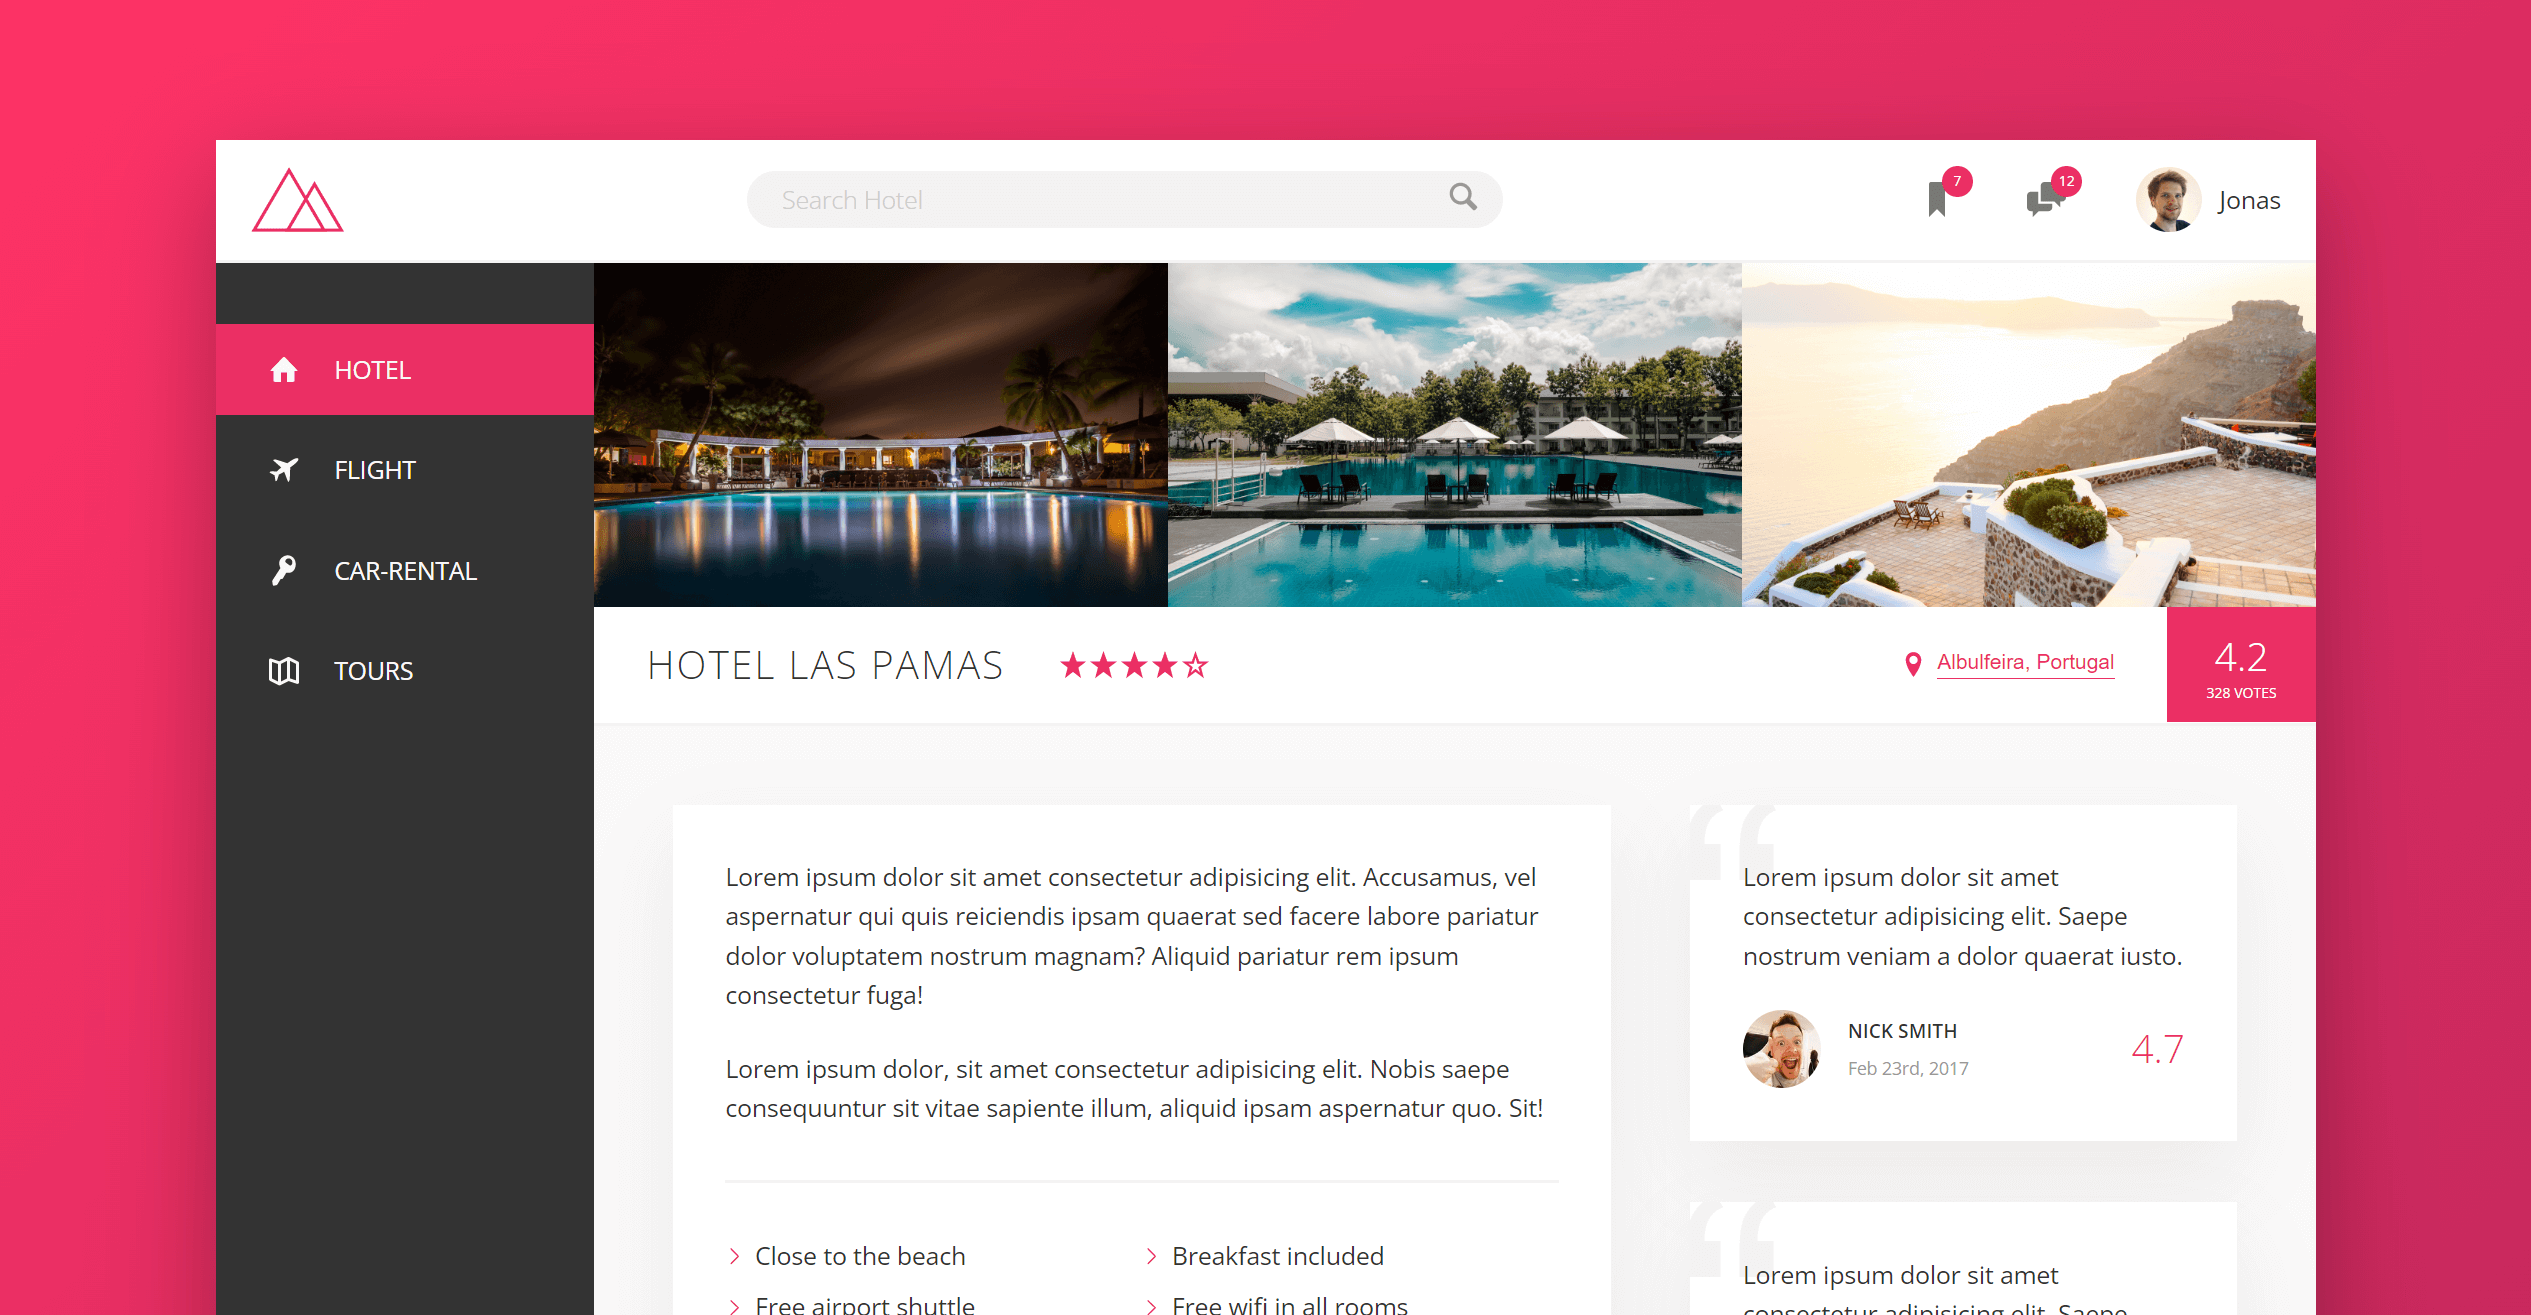 Search Hotel
7
12
Jonas
HOTEL
FLIGHT
CAR-RENTAL
TOURS
HOTEL LAS PAMAS
Albulfeira, Portugal
4.2
328 VOTES
Lorem ipsum dolor sit amet consectetur adipisicing elit. Accusamus, vel
aspernatur qui quis reiciendis ipsam quaerat sed facere labore pariatur
dolor voluptatem nostrum magnam? Aliquid pariatur rem ipsum
consectetur fuga!
Lorem ipsum dolor, sit amet consectetur adipisicing elit. Nobis saepe
consequuntur sit vitae sapiente illum, aliquid ipsam aspernatur quo. Sit!
Close to the beach
Breakfast included
Free airport shuttle
Free wifi in all rooms
“
Lorem ipsum dolor sit amet
consectetur adipisicing elit. Saepe
nostrum veniam a dolor quaerat iusto.
NICK SMITH
Feb 23rd, 2017
4.7
“
Lorem ipsum dolor sit amet
consectetur adipisicing elit. Saepe